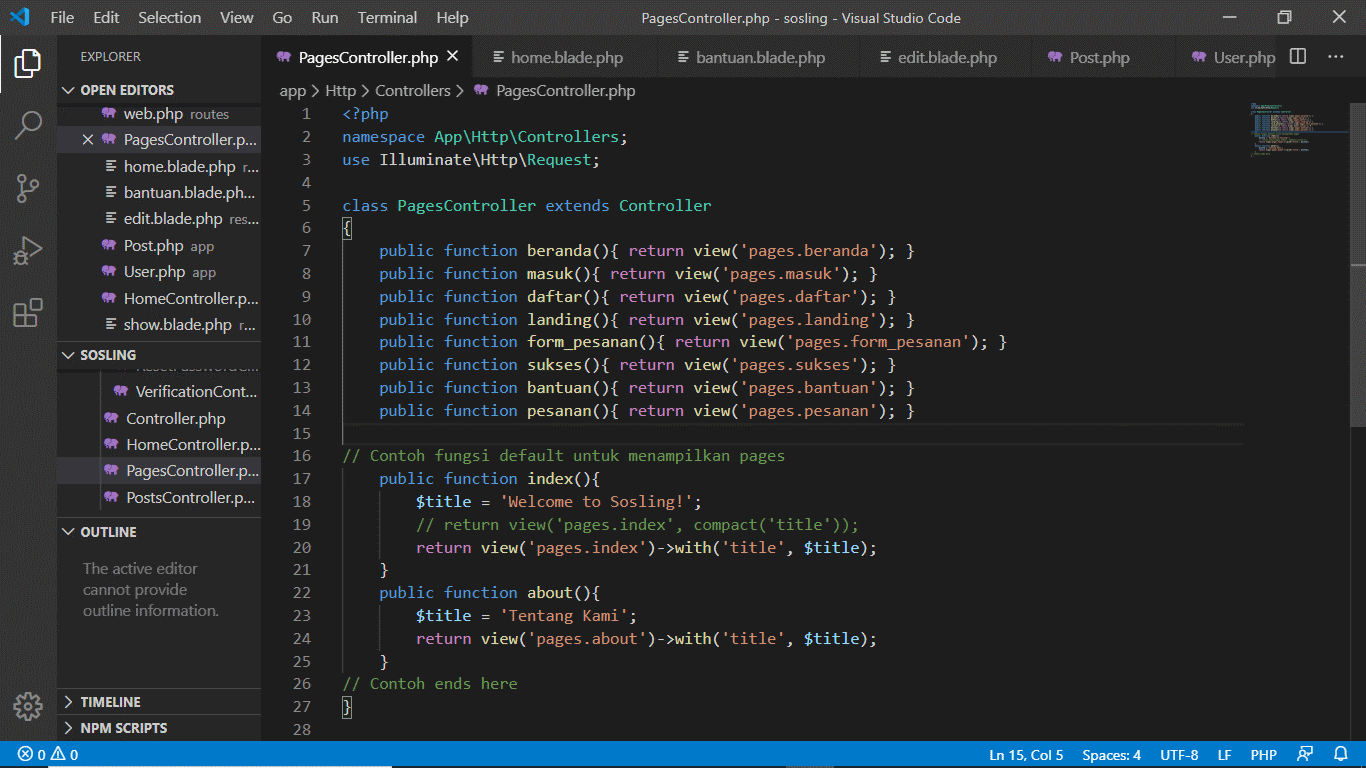 File Edit Selection View Go Run Terminal Help PagesController.php - sosling - Visual Studio Code
EXPLORER
OPEN EDITORS
web.php routes
PagesController.p...
home.blade.php r...
bantuan.blade.ph...
edit.blade.php res...
Post.php app
User.php app
HomeController.p...
show.blade.php r...
SOSLING
VerificationCont...
Controller.php
HomeController.p...
PagesController.p...
PostsController.p...
OUTLINE
The active editor
cannot provide
outline information.
TIMELINE
NPM SCRIPTS
PagesController.php home.blade.php bantuan.blade.php edit.blade.php Post.php User.php
app > Http > Controllers > PagesController.php
1 <?php
2 namespace App\Http\Controllers;
3 use Illuminate\Http\Request;
4
5 class PagesController extends Controller
6 {
7 public function beranda(){ return view('pages.beranda'); }
8 public function masuk(){ return view('pages.masuk'); }
9 public function daftar(){ return view('pages.daftar'); }
10 public function landing(){ return view('pages.landing'); }
11 public function form_pesanan(){ return view('pages.form_pesanan'); }
12 public function sukses(){ return view('pages.sukses'); }
13 public function bantuan(){ return view('pages.bantuan'); }
14 public function pesanan(){ return view('pages.pesanan'); }
15
16 // Contoh fungsi default untuk menampilkan pages
17 public function index(){
18 $title = 'Welcome to Sosling!';
19 // return view('pages.index', compact('title'));
20 return view('pages.index')->with('title', $title);
21 }
22 public function about(){
23 $title = 'Tentang Kami';
24 return view('pages.about')->with('title', $title);
25 }
26 // Contoh ends here
27 }
28
0 0 Ln 15, Col 5 Spaces: 4 UTF-8 LF PHP